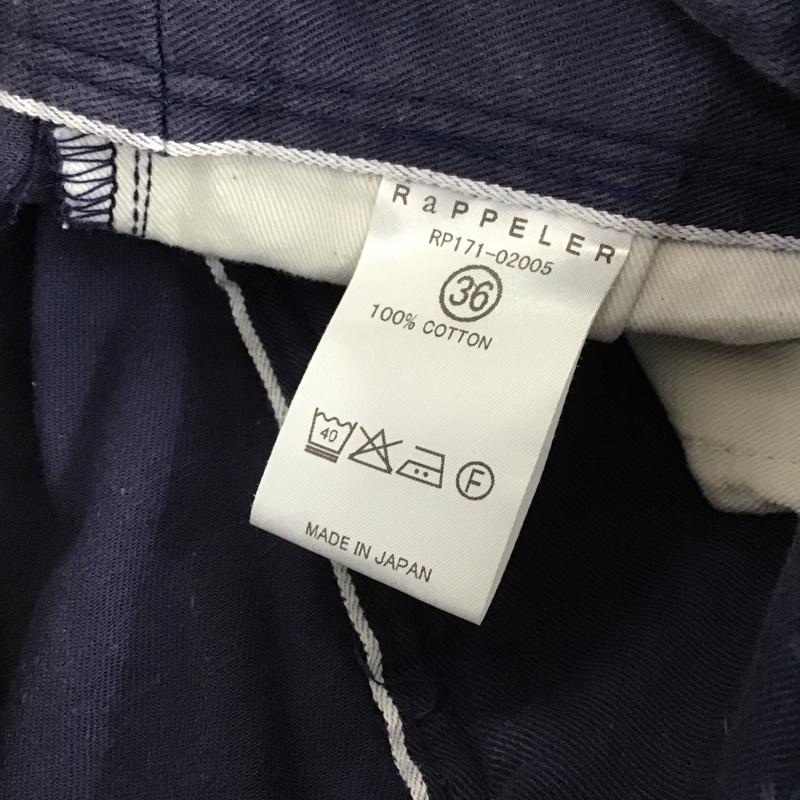 RaPPELER
RP171-02005
36
100% COTTON
40
F
MADE IN JAPAN